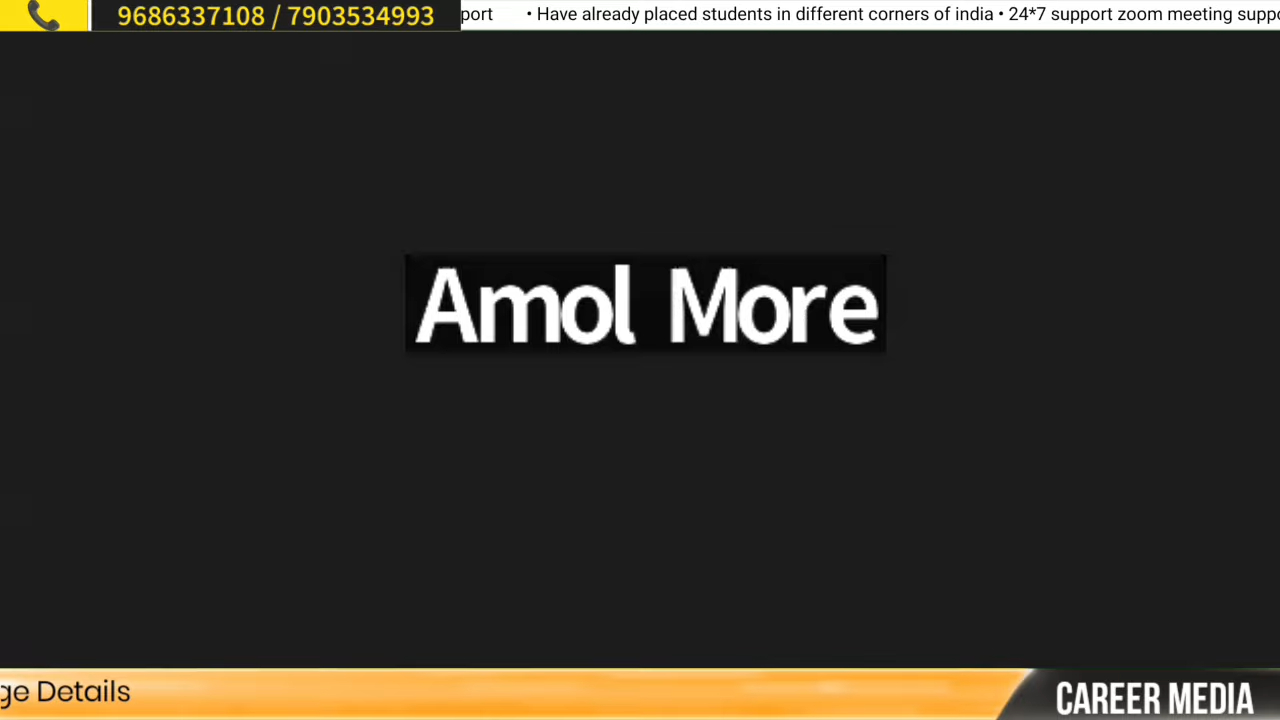 9686337108 / 7903534993
port • Have already placed students in different corners of india • 24*7 support zoom meeting supp
Amol More
ge Details
CAREER MEDIA